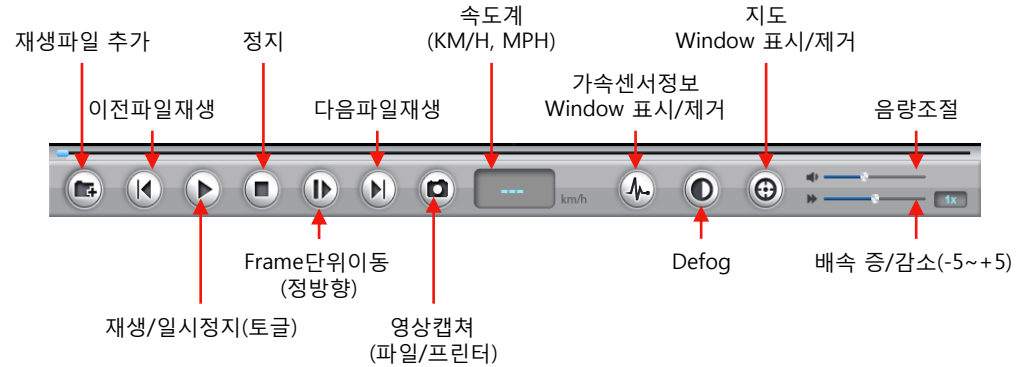 재생파일 추가
정지
속도계
(KM/H, MPH)
지도
Window 표시/제거
이전파일재생
다음파일재생
가속센서정보
Window 표시/제거
음량조절
---
km/h
1x
Frame단위이동
(정방향)
Defog
배속 증/감소(-5~+5)
재생/일시정지(토글)
영상캡쳐
(파일/프린터)